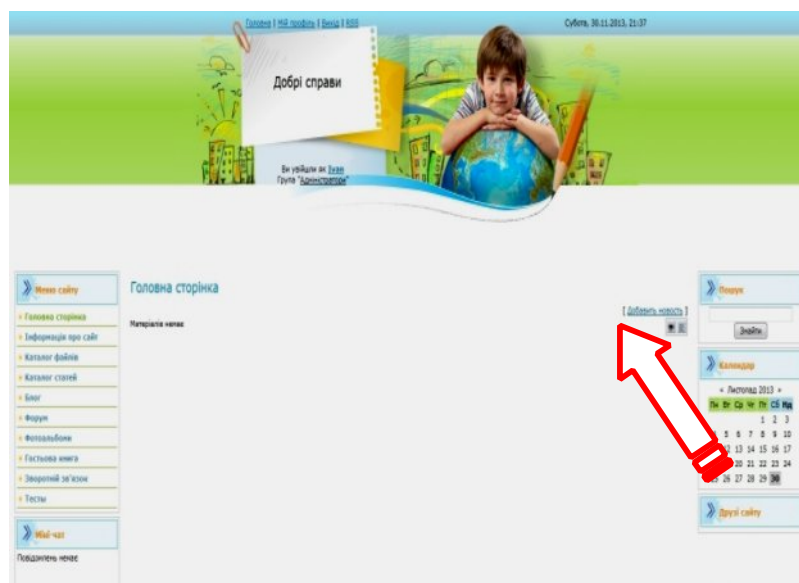 Головна | Мій профіль | Вихід | RSS
Субота, 30.11.2013, 21:37
Добрі справи
Ви увійшли як Іван
Група "Адміністратори"
Меню сайту
Головна сторінка
Інформація про сайт
Каталог файлів
Каталог статей
Блог
Форум
Фотоальбоми
Гостьова книга
Зворотній зв'язок
Тесты
Міні-чат
Повідомлень немає
Головна сторінка
[ Добавить новость ]
Матеріалів немає
Пошук
Знайти
Календар
« Листопад 2013 »
Пн Вт Ср Чт Пт Сб Нд
1 2 3
5 6 7 8 9 10
12 13 14 15 16 17
20 21 22 23 24
25 26 27 28 29 30
Друзі сайту